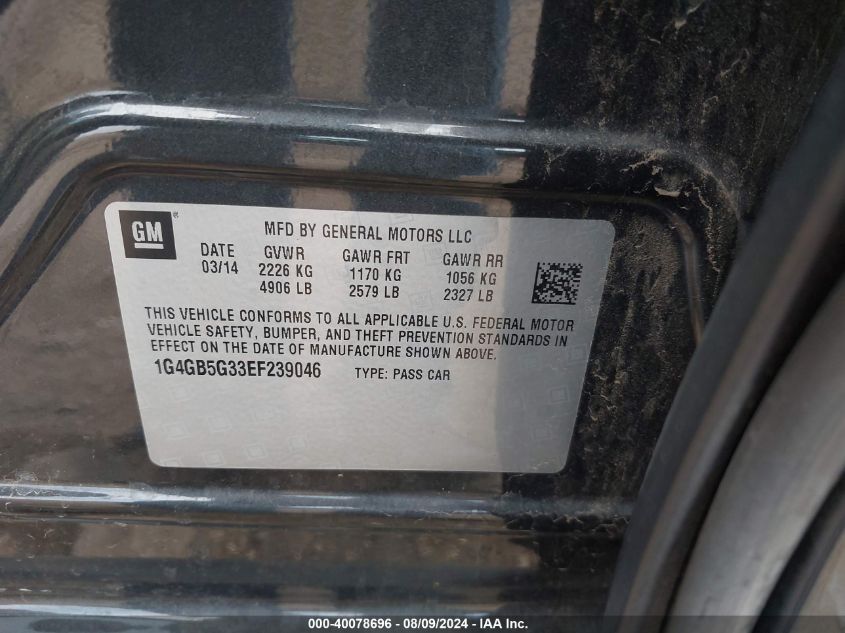 GM ®
MFD BY GENERAL MOTORS LLC
DATE GVWR GAWR FRT GAWR RR
03/14 2226 KG 1170 KG 1056 KG
4906 LB 2579 LB 2327 LB
THIS VEHICLE CONFORMS TO ALL APPLICABLE U.S. FEDERAL MOTOR
VEHICLE SAFETY, BUMPER, AND THEFT PREVENTION STANDARDS IN
EFFECT ON THE DATE OF MANUFACTURE SHOWN ABOVE.
1G4GB5G33EF239046 TYPE: PASS CAR
000-40078696 - 08/09/2024 - IAA Inc.